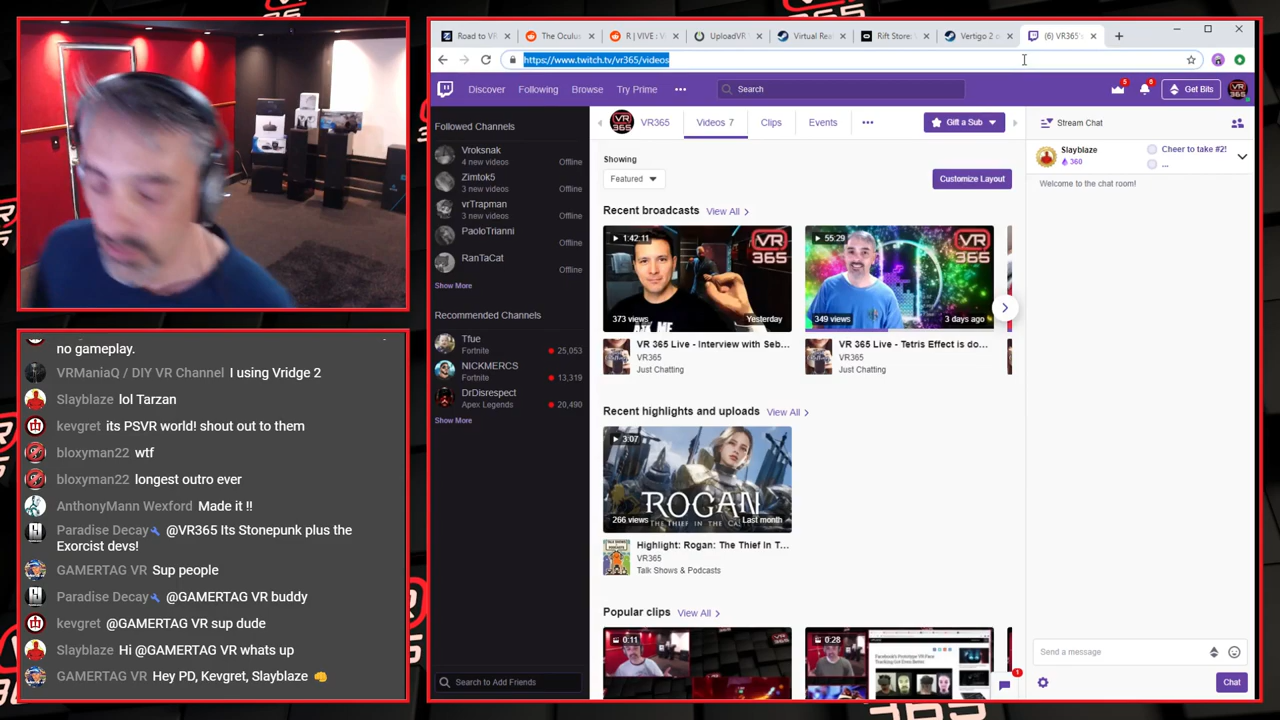 Road to VR
The Oculus
R | VIVE : V
UploadVR
Virtual Rea
Rift Store:
Vertigo 2 o
(6) VR365's
https://www.twitch.tv/vr365/videos
Discover
Following
Browse
Try Prime
Search
5
6
Get Bits
Followed Channels
Vroksnak
4 new videos
Offline
Zimtok5
3 new videos
Offline
vrTrapman
3 new videos
Offline
PaoloTrianni
Offline
RanTaCat
Offline
Show More
Recommended Channels
Tfue
Fortnite
25,053
NICKMERCS
Fortnite
13,319
DrDisrespect
Apex Legends
20,490
Show More
Search to Add Friends
VR365
Videos 7
Clips
Events
Gift a Sub
Showing
Featured
Customize Layout
Recent broadcasts
View All
1:42:11
VR
365
373 views
Yesterday
VR 365 Live - Interview with Seb...
VR365
Just Chatting
55:29
VR
365
349 views
3 days ago
VR 365 Live - Tetris Effect is do...
VR365
Just Chatting
Recent highlights and uploads
View All
3:07
ROGAN
THE THIEF IN THE CASTLE
266 views
Last month
Highlight: Rogan: The Thief In T...
VR365
Talk Shows & Podcasts
Popular clips
View All
0:11
0:28
Stream Chat
Slayblaze
360
Cheer to take #2!
...
Welcome to the chat room!
Send a message
1
Chat
no gameplay.
VRManiaQ / DIY VR Channel I using Vridge 2
Slayblaze lol Tarzan
kevgret its PSVR world! shout out to them
bloxyman22 wtf
bloxyman22 longest outro ever
AnthonyMann Wexford Made it !!
Paradise Decay @VR365 Its Stonepunk plus the
Exorcist devs!
GAMERTAG VR Sup people
Paradise Decay @GAMERTAG VR buddy
kevgret @GAMERTAG VR sup dude
Slayblaze Hi @GAMERTAG VR whats up
GAMERTAG VR Hey PD, Kevgret, Slayblaze 👊